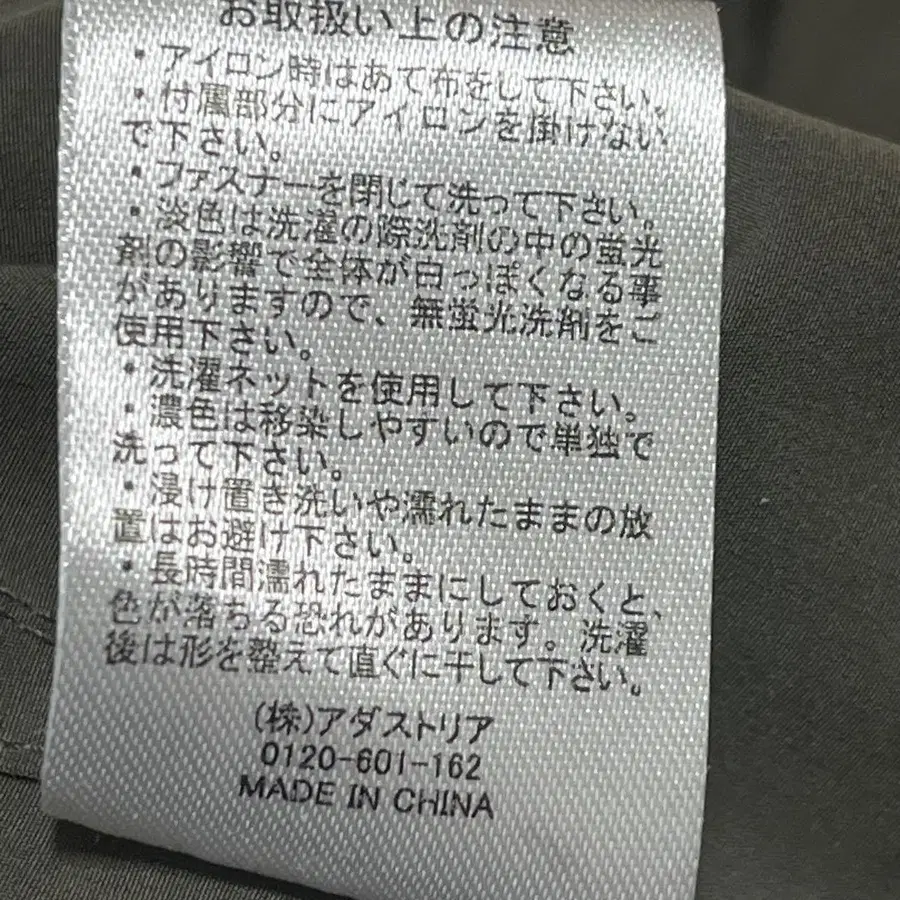 お取扱い上の注意
・アイロン時はあて布をして下さい。
・付属部分にアイロンを掛けない
で下さい。
・ファスナーを閉じて洗って下さい。
・淡色は洗濯の際洗剤の中の蛍光
剤の影響で全体が白っぽくなる事
がありますので、無蛍光洗剤をご
使用下さい。
・洗濯ネットを使用して下さい。
・濃色は移染しやすいので単独で
洗って下さい。
・浸け置き洗いや濡れたままの放
置はお避け下さい。
・長時間濡れたままにしておくと、
色が落ちる恐れがあります。洗濯
後は形を整えて直ぐに干して下さい。
(株)アダストリア
0120-601-162
MADE IN CHINA